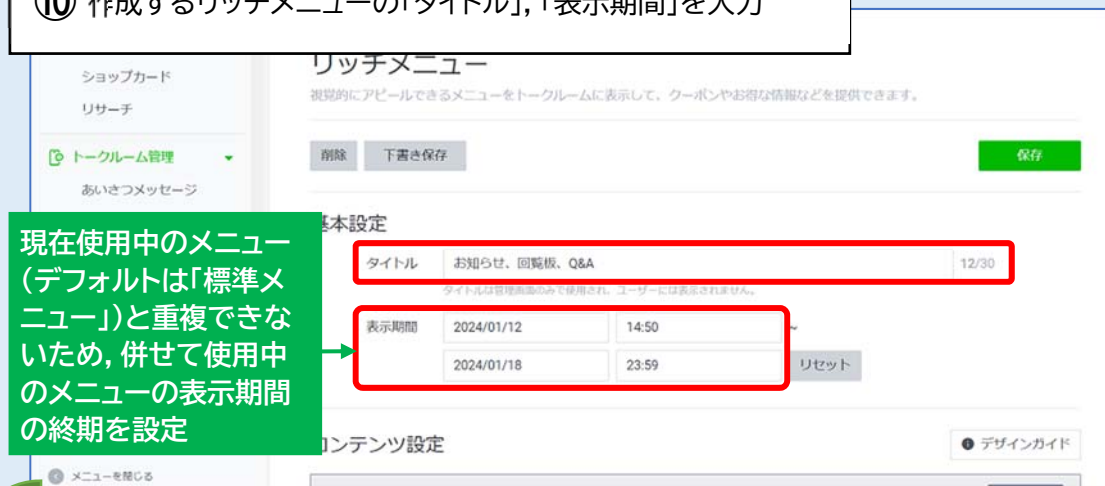 ⑩ 作成するリッチメニューの「タイトル」，「表示期間」を入力
ショップカード
リサーチ
トークルーム管理
あいさつメッセージ
メニューを閉じる
現在使用中のメニュー
（デフォルトは「標準メ
ニュー」）と重複できな
いため，併せて使用中
のメニューの表示期間
の終期を設定
リッチメニュー
視覚的にアピールできるメニューをトークルームに表示して、クーポンやお得な情報などを提供できます。
削除 下書き保存 保存
基本設定
タイトル お知らせ、回覧板、Q&A 12/30
タイトルは管理画面のみで使用され、ユーザーには表示されません。
表示期間 2024/01/12 14:50 ~
2024/01/18 23:59 リセット
コンテンツ設定 デザインガイド